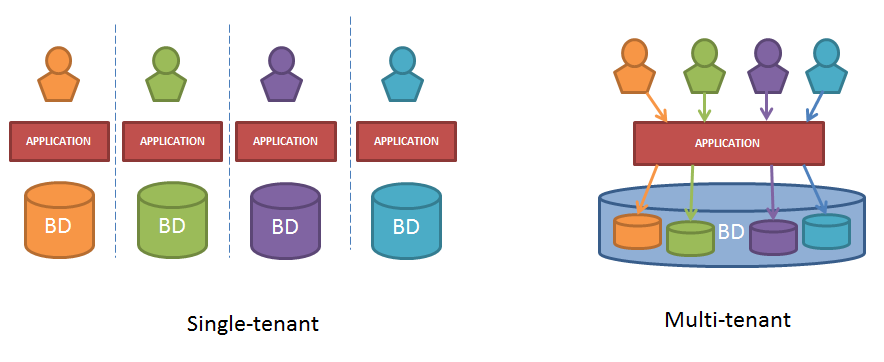 APPLICATION
APPLICATION
APPLICATION
APPLICATION
BD
BD
BD
BD
Single-tenant
APPLICATION
BD
Multi-tenant